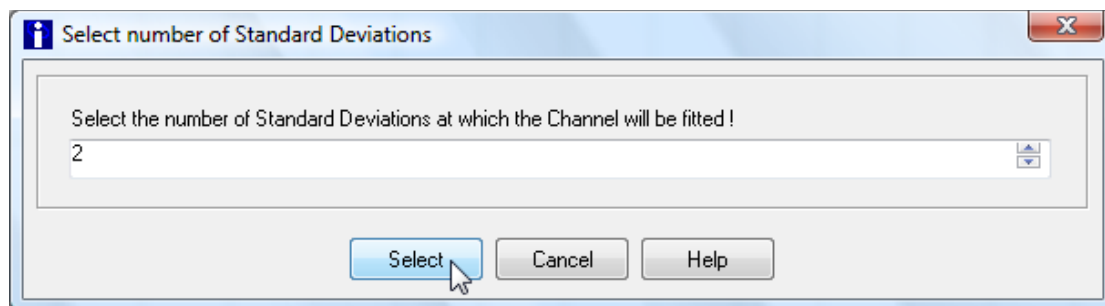 Select number of Standard Deviations
Select the number of Standard Deviations at which the Channel will be fitted !
2
Select
Cancel
Help